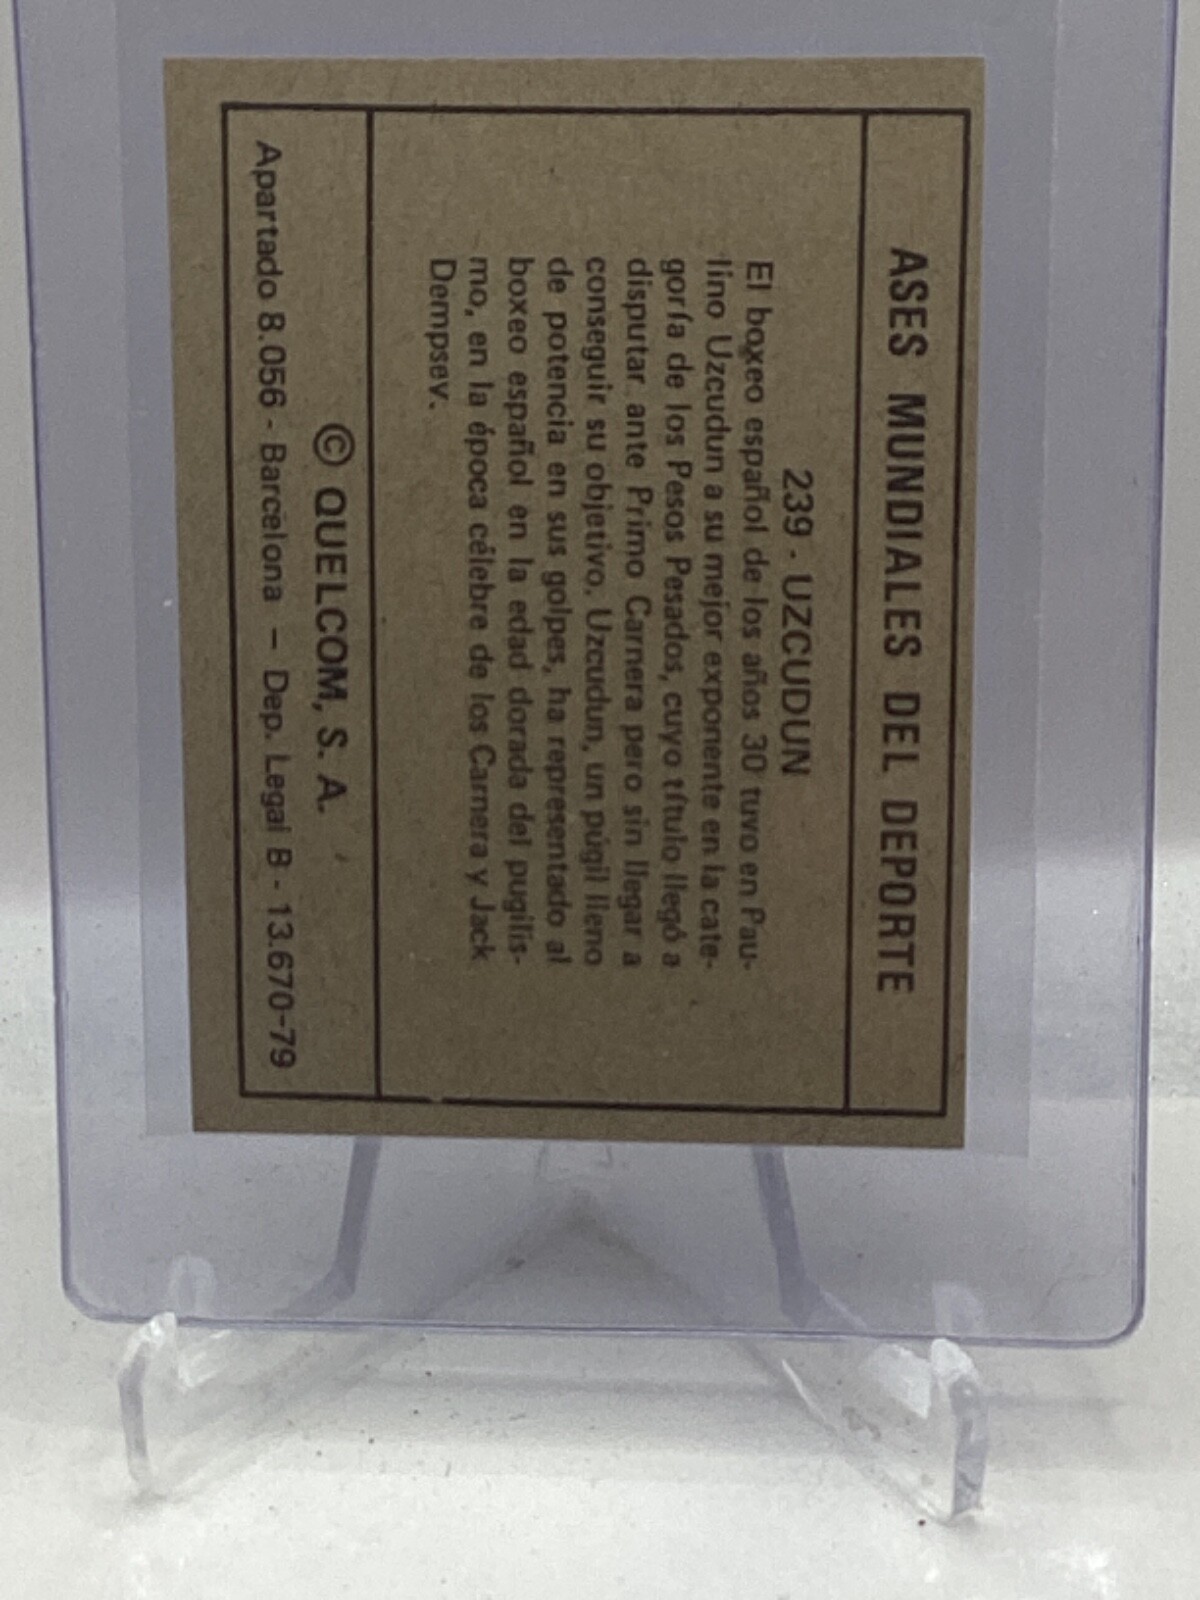 ASES MUNDIALES DEL DEPORTE
239 - UZCUDUN
El boxeo español de los años 30 tuvo en Pau-
lino Uzcudun a su mejor exponente en la cate-
goría de los Pesos Pesados, cuyo título llegó a
disputar ante Primo Carnera pero sin llegar a
conseguir su objetivo. Uzcudun, un púgil lleno
de potencia en sus golpes, ha representado al
boxeo español en la edad dorada del pugilis-
mo, en la época célebre de los Carnera y Jack
Dempsey.
© QUELCOM, S. A.
Apartado 8.056 - Barcelona – Dep. Legal B - 13.670-79